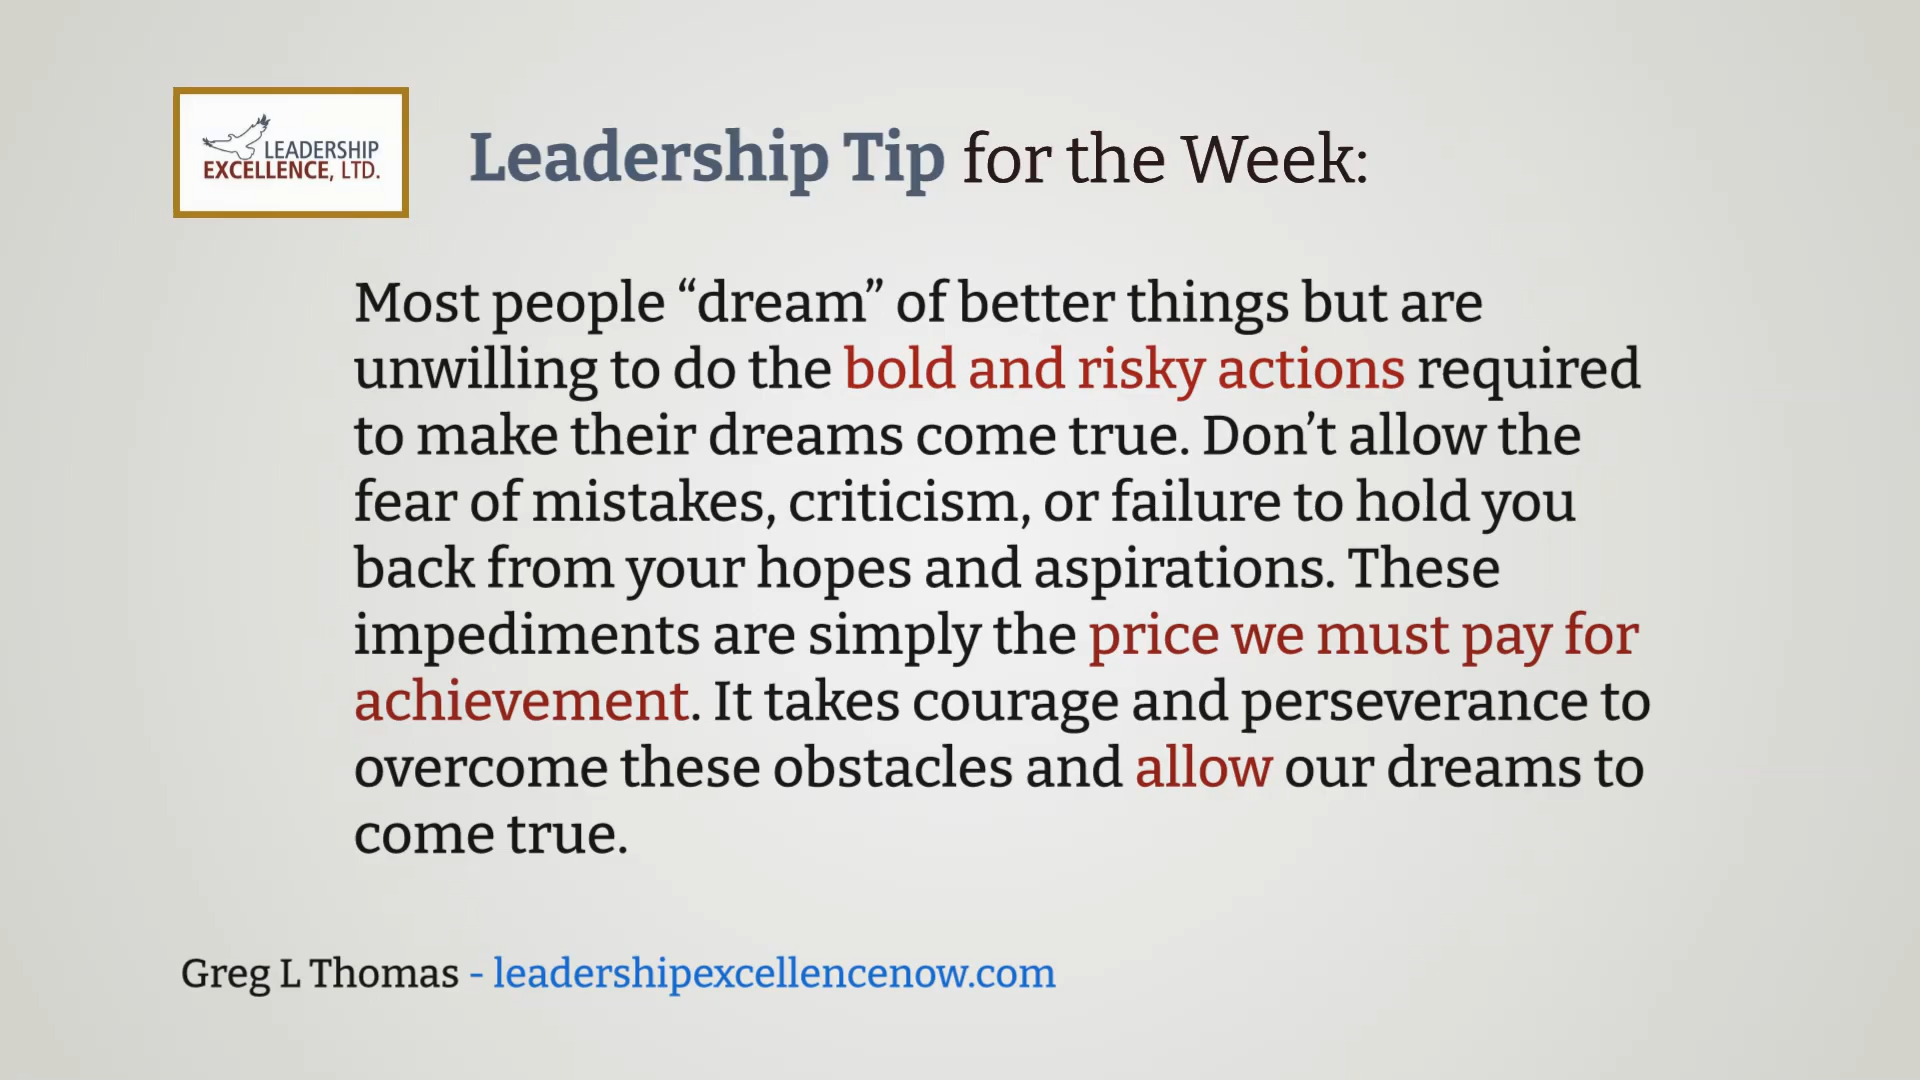 LEADERSHIP
EXCELLENCE, LTD.
Leadership Tip for the Week:
Most people “dream” of better things but are
unwilling to do the bold and risky actions required
to make their dreams come true. Don’t allow the
fear of mistakes, criticism, or failure to hold you
back from your hopes and aspirations. These
impediments are simply the price we must pay for
achievement. It takes courage and perseverance to
overcome these obstacles and allow our dreams to
come true.
Greg L Thomas - leadershipexcellencenow.com